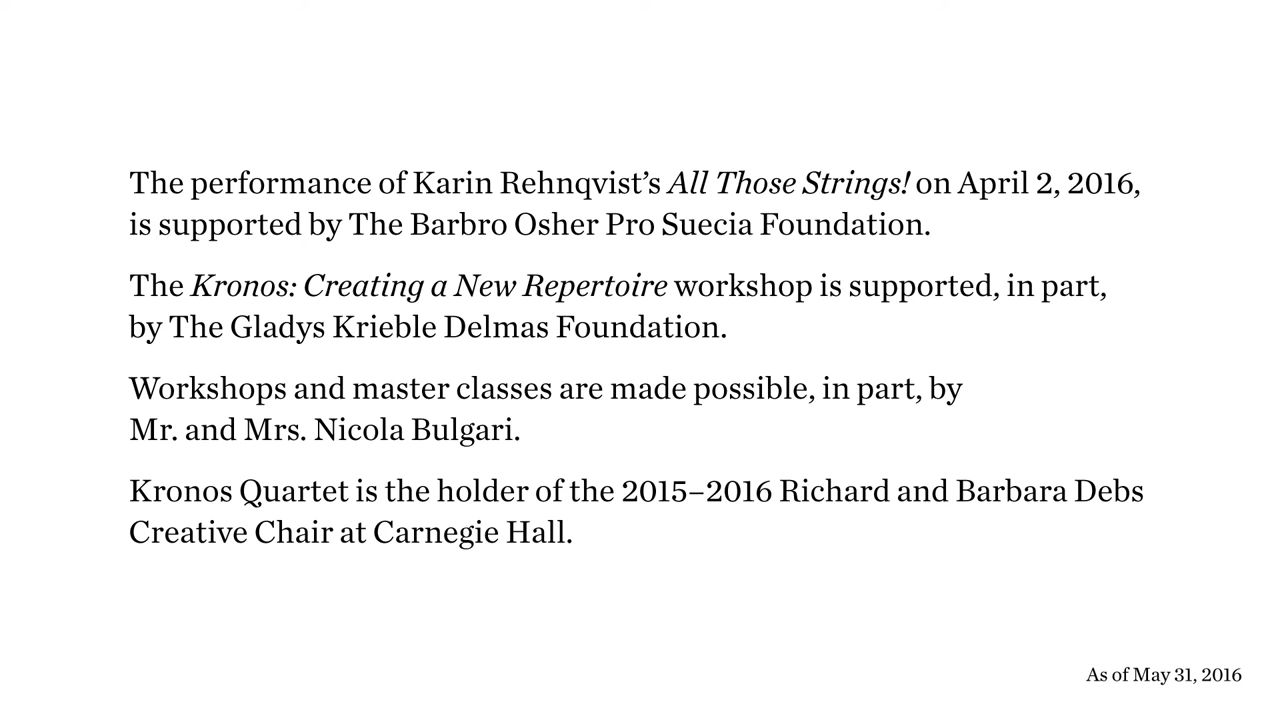 The performance of Karin Rehnqvist’s All Those Strings! on April 2, 2016,
is supported by The Barbro Osher Pro Suecia Foundation.
The Kronos: Creating a New Repertoire workshop is supported, in part,
by The Gladys Krieble Delmas Foundation.
Workshops and master classes are made possible, in part, by
Mr. and Mrs. Nicola Bulgari.
Kronos Quartet is the holder of the 2015–2016 Richard and Barbara Debs
Creative Chair at Carnegie Hall.
As of May 31, 2016